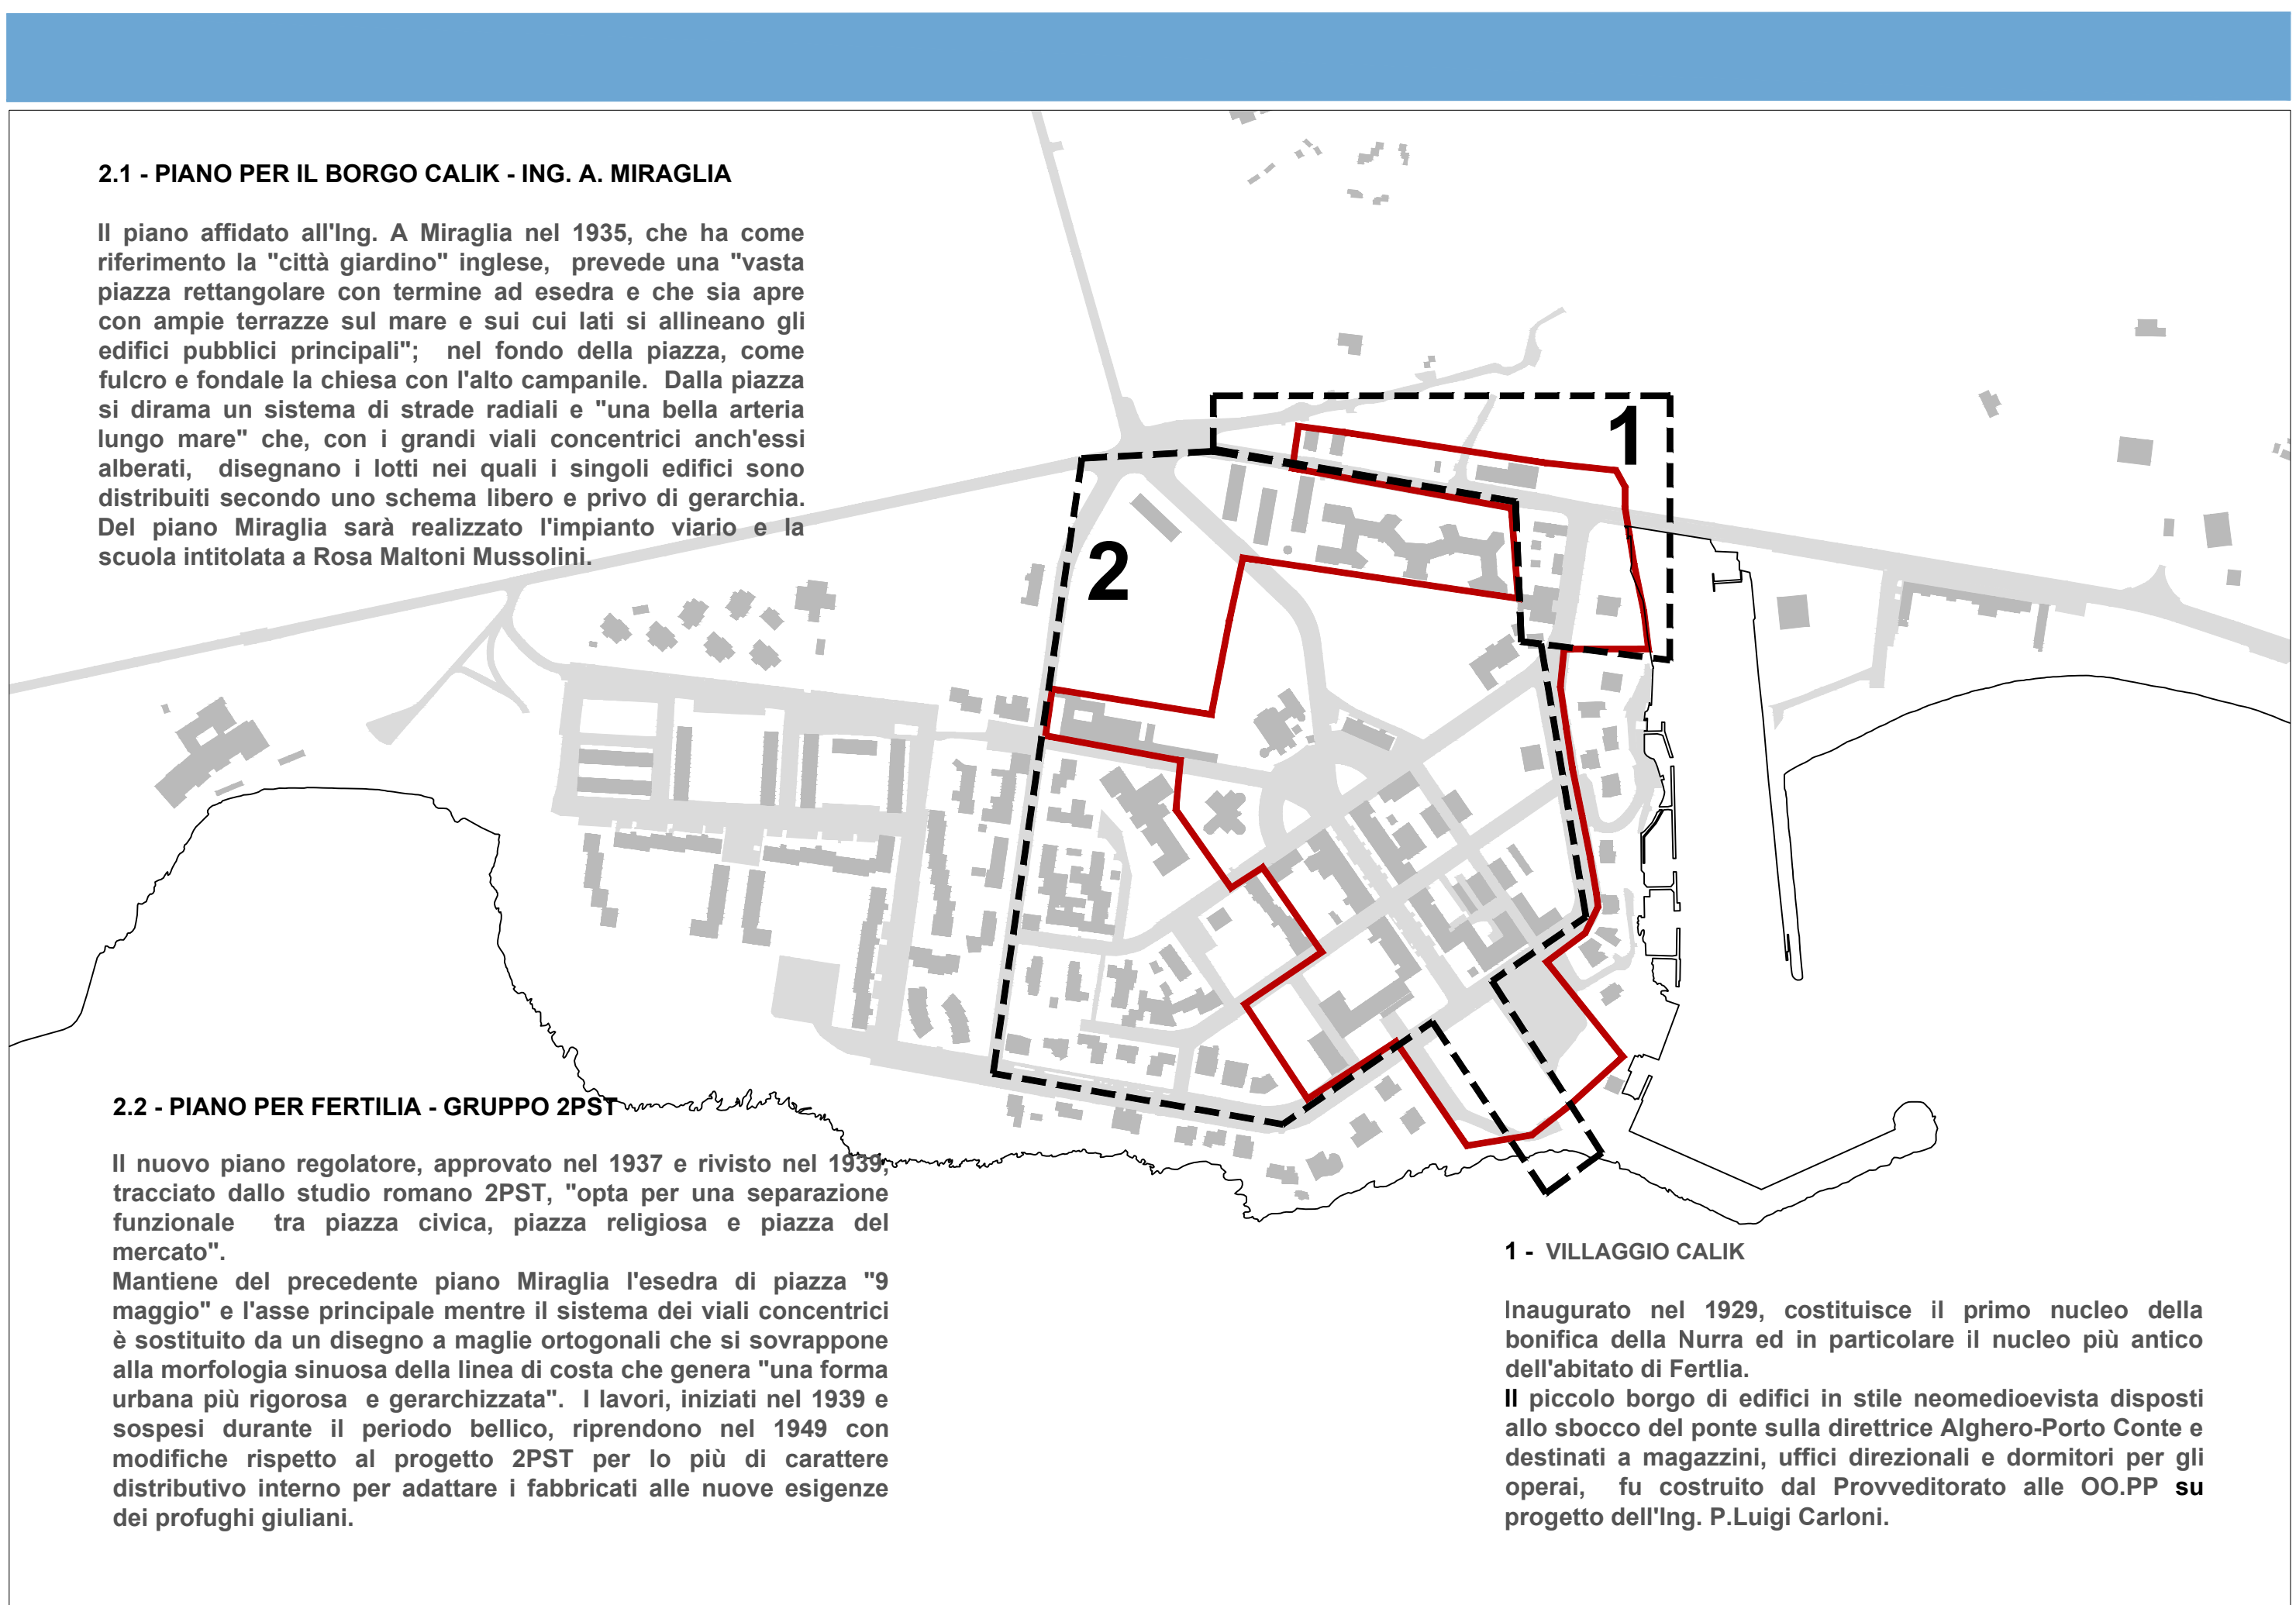 2.1 - PIANO PER IL BORGO CALIK - ING. A. MIRAGLIA
Il piano affidato all'Ing. A Miraglia nel 1935, che ha come
riferimento la "città giardino" inglese, prevede una "vasta
piazza rettangolare con termine ad esedra e che sia apre
con ampie terrazze sul mare e sui cui lati si allineano gli
edifici pubblici principali"; nel fondo della piazza, come
fulcro e fondale la chiesa con l'alto campanile. Dalla piazza
si dirama un sistema di strade radiali e "una bella arteria
lungo mare" che, con i grandi viali concentrici anch'essi
alberati, disegnano i lotti nei quali i singoli edifici sono
distribuiti secondo uno schema libero e privo di gerarchia.
Del piano Miraglia sarà realizzato l'impianto viario e la
scuola intitolata a Rosa Maltoni Mussolini.
1
2
2.2 - PIANO PER FERTILIA - GRUPPO 2PST
Il nuovo piano regolatore, approvato nel 1937 e rivisto nel 1939,
tracciato dallo studio romano 2PST, "opta per una separazione
funzionale tra piazza civica, piazza religiosa e piazza del
mercato".
Mantiene del precedente piano Miraglia l'esedra di piazza "9
maggio" e l'asse principale mentre il sistema dei viali concentrici
è sostituito da un disegno a maglie ortogonali che si sovrappone
alla morfologia sinuosa della linea di costa che genera "una forma
urbana più rigorosa e gerarchizzata". I lavori, iniziati nel 1939 e
sospesi durante il periodo bellico, riprendono nel 1949 con
modifiche rispetto al progetto 2PST per lo più di carattere
distributivo interno per adattare i fabbricati alle nuove esigenze
dei profughi giuliani.
1 - VILLAGGIO CALIK
Inaugurato nel 1929, costituisce il primo nucleo della
bonifica della Nurra ed in particolare il nucleo più antico
dell'abitato di Fertlia.
Il piccolo borgo di edifici in stile neomedioevista disposti
allo sbocco del ponte sulla direttrice Alghero-Porto Conte e
destinati a magazzini, uffici direzionali e dormitori per gli
operai, fu costruito dal Provveditorato alle OO.PP su
progetto dell'Ing. P.Luigi Carloni.